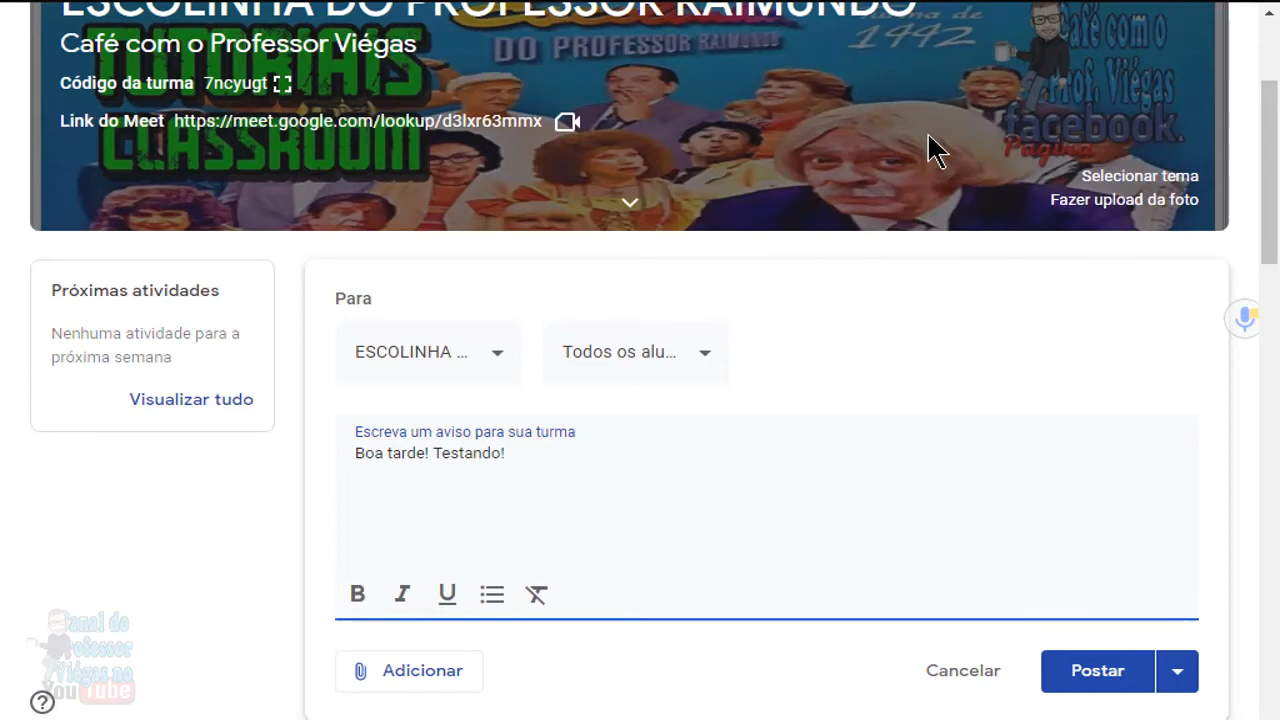 ESCOLINHA DO PROFESSOR RAIMUNDO
Café com o Professor Viégas
Código da turma 7ncyugt
Link do Meet https://meet.google.com/lookup/d3lxr63mmx
DO PROFESSOR RAIMUNDO
turma de
1992
TUTORIAIS
CLASSROOM
Café com o
Prof. Viégas
facebook.
Página
Selecionar tema
Fazer upload da foto
Próximas atividades
Nenhuma atividade para a
próxima semana
Visualizar tudo
Para
ESCOLINHA ...
Todos os alu...
Escreva um aviso para sua turma
Boa tarde! Testando!
B I U
Adicionar
Cancelar
Postar
Canal do
Professor
Viégas no
YouTube
?